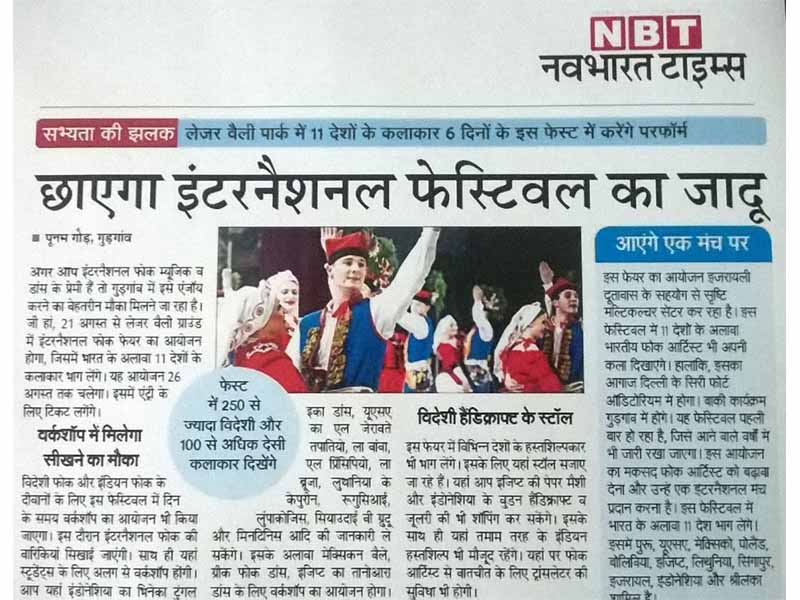 NBT
नवभारत टाइम्स
सभ्यता की झलक लेजर वैली पार्क में 11 देशों के कलाकार 6 दिनों के इस फेस्ट में करेंगे परफॉर्म
छाएगा इंटरनैशनल फेस्टिवल का जादू
■ पूनम गौड़, गुड़गांव
अगर आप इंटरनैशनल फोक म्यूजिक व
डांस के प्रेमी हैं तो गुड़गांव में इसे एंजॉय
करने का बेहतरीन मौका मिलने जा रहा है।
जी हां, 21 अगस्त से लेजर वैली ग्राउंड
में इंटरनैशनल फोक फेयर का आयोजन
होगा, जिसमें भारत के अलावा 11 देशों के
कलाकार भाग लेंगे। यह आयोजन 26
अगस्त तक चलेगा। इसमें एंट्री के
लिए टिकट लगेंगे।
वर्कशॉप में मिलेगा
सीखने का मौका
विदेशी फोक और इंडियन फोक के
दीवानों के लिए इस फेस्टिवल में दिन
के समय वर्कशॉप का आयोजन भी किया
जाएगा। इस दौरान इंटरनैशनल फोक की
बारिकियां सिखाई जाएंगी। साथ ही यहां
स्टूडेंट्स के लिए अलग से वर्कशॉप होंगी।
आप यहां इंडोनेशिया का भिनेका टुंगल
फेस्ट
में 250 से
ज्यादा विदेशी और
100 से अधिक देसी
कलाकार दिखेंगे
इका डांस, यूएसए
का एल जेराबते
तपातियो, ला बांबा,
एल प्रिंसिपियो, ला
ब्रूजा, लुथानिया के
केपुरीन, रूगुसिआई,
लुंपाकोजिस, सियाउदाई वी ध्रुदू
और मिनटिनिस आदि की जानकारी ले
सकेंगे। इसके अलावा मेक्सिकन बैले,
ग्रीक फोक डांस, इजिप्ट का तानोआरा
डांस के लिए वर्कशॉप का आयोजन होगा।
विदेशी हैंडिक्राफ्ट के स्टॉल
इस फेयर में विभिन्न देशों के हस्तशिल्पकार
भी भाग लेंगे। इसके लिए यहां स्टॉल सजाए
जा रहे हैं। यहां आप इजिप्ट की पेपर मैशी
और इंडोनेशिया के वुडन हैंडिक्राफ्ट व
जूलरी की भी शॉपिंग कर सकेंगे। इसके
साथ ही यहां तमाम तरह के इंडियन
हस्तशिल्प भी मौजूद रहेंगे। यहां पर फोक
आर्टिस्ट से बातचीत के लिए ट्रांसलेटर की
सुविधा भी होगी।
आएंगे एक मंच पर
इस फेयर का आयोजन इजरायली
दूतावास के सहयोग से सृष्टि
मल्टिकल्चर सेंटर कर रहा है। इस
फेस्टिवल में 11 देशों के अलावा
भारतीय फोक आर्टिस्ट भी अपनी
कला दिखाएंगे। हालांकि, इसका
आगाज दिल्ली के सिरी फोर्ट
ऑडिटोरियम में होगा। बाकी कार्यक्रम
गुड़गांव में होंगे। यह फेस्टिवल पहली
बार हो रहा है, जिसे आने वाले वर्षों में
भी जारी रखा जाएगा। इस आयोजन
का मकसद फोक आर्टिस्ट को बढ़ावा
देना और उन्हें एक इंटरनैशनल मंच
प्रदान करना है। इस फेस्टिवल में
भारत के अलावा 11 देश भाग लेंगे।
इसमें पुरू, यूएसए, मेक्सिको, पोलैंड,
बोलिविया, इजिप्ट, लिथुनिया, सिंगापुर,
इजरायल, इंडोनेशिया और श्रीलंका
शामिल हैं।